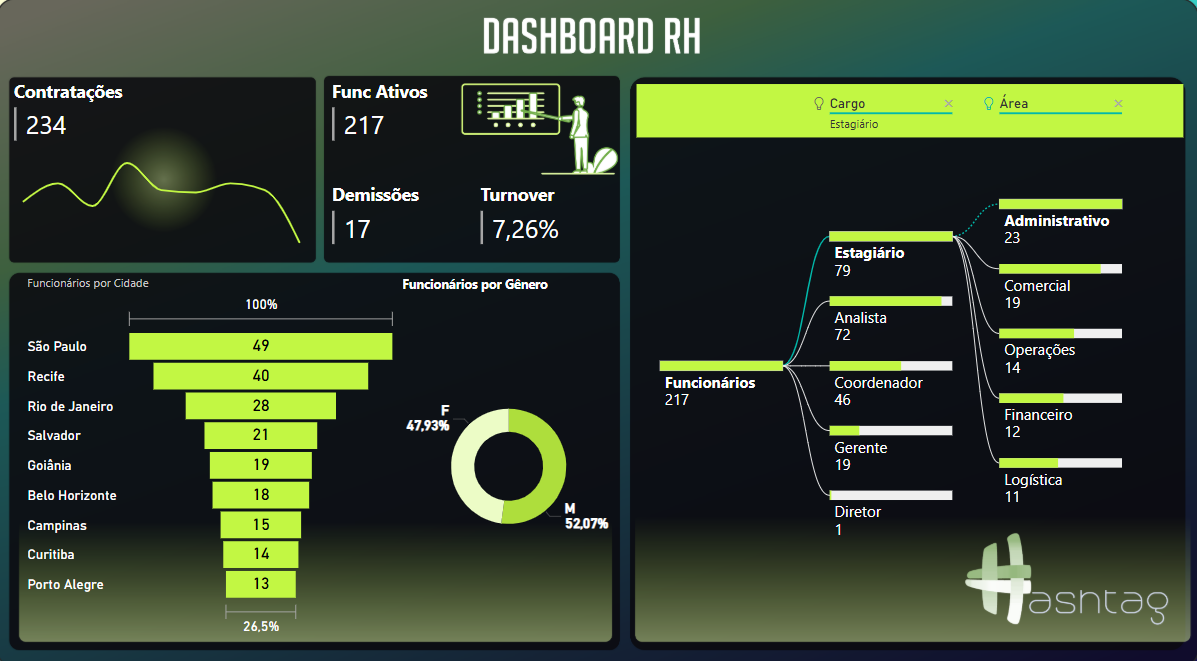 DASHBOARD RH
Contratações
234
Func Ativos
217
Demissões
17
Turnover
7,26%
Cargo
Estagiário
Área
Funcionários
217
Estagiário
79
Analista
72
Coordenador
46
Gerente
19
Diretor
1
Administrativo
23
Comercial
19
Operações
14
Financeiro
12
Logística
11
Funcionários por Cidade
100%
São Paulo 49
Recife 40
Rio de Janeiro 28
Salvador 21
Goiânia 19
Belo Horizonte 18
Campinas 15
Curitiba 14
Porto Alegre 13
26,5%
Funcionários por Gênero
F
47,93%
M
52,07%
Hashtag